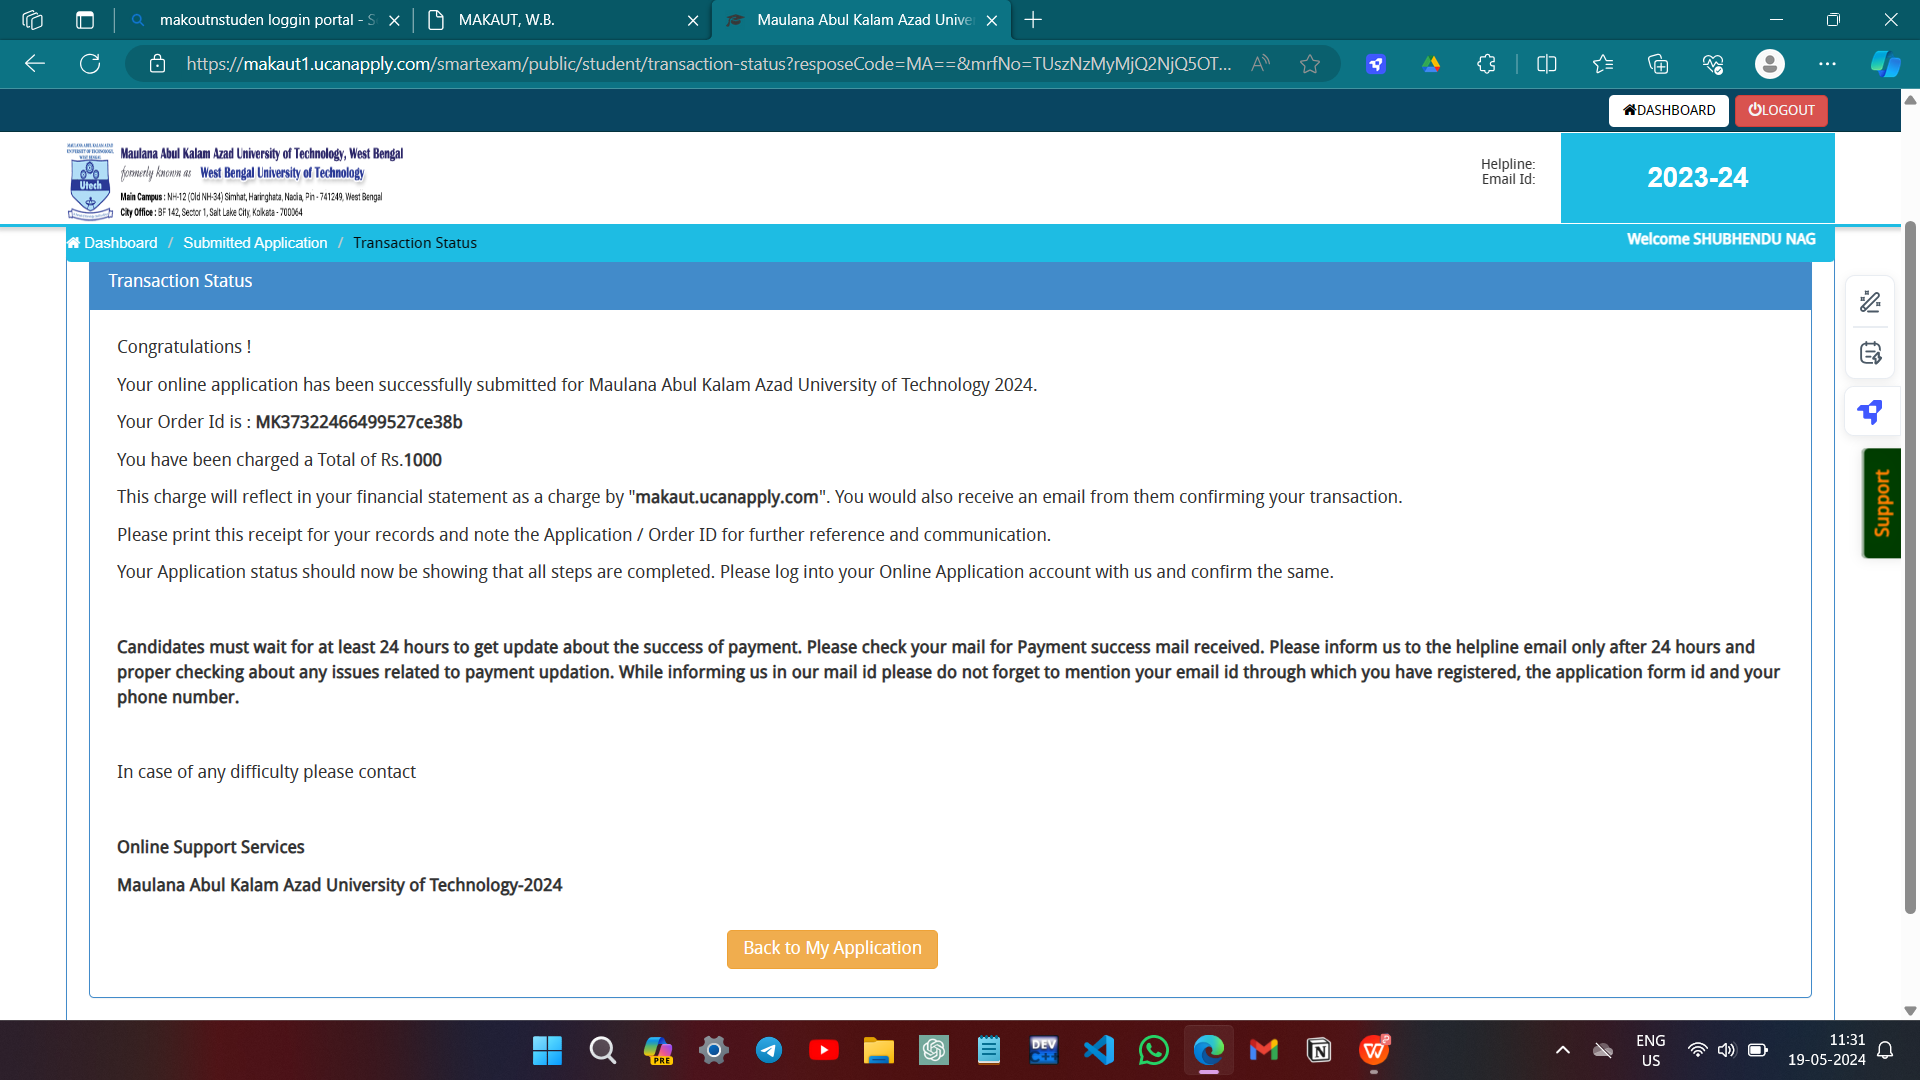 makoutnstuden loggin portal - S
MAKAUT, W.B.
Maulana Abul Kalam Azad Unive
https://makaut1.ucanapply.com/smartexam/public/student/transaction-status?resposeCode=MA==&mrfNo=TUszNzMyMjQ2NjQ5OT...
DASHBOARD
LOGOUT
MAULANA ABUL KALAM AZAD
UNIVERSITY OF TECHNOLOGY
WEST BENGAL
Utech
Maulana Abul Kalam Azad University of Technology, West Bengal
formerly known as West Bengal University of Technology
Main Campus : NH-12 (Old NH-34) Simhat, Haringhata, Nadia, Pin - 741249, West Bengal
City Office : BF 142, Sector 1, Salt Lake City, Kolkata - 700064
Helpline:
Email Id:
2023-24
Dashboard / Submitted Application / Transaction Status
Welcome SHUBHENDU NAG
Transaction Status
Congratulations !
Your online application has been successfully submitted for Maulana Abul Kalam Azad University of Technology 2024.
Your Order Id is : MK37322466499527ce38b
You have been charged a Total of Rs.1000
This charge will reflect in your financial statement as a charge by "makaut.ucanapply.com". You would also receive an email from them confirming your transaction.
Please print this receipt for your records and note the Application / Order ID for further reference and communication.
Your Application status should now be showing that all steps are completed. Please log into your Online Application account with us and confirm the same.
Candidates must wait for at least 24 hours to get update about the success of payment. Please check your mail for Payment success mail received. Please inform us to the helpline email only after 24 hours and
proper checking about any issues related to payment updation. While informing us in our mail id please do not forget to mention your email id through which you have registered, the application form id and your
phone number.
In case of any difficulty please contact
Online Support Services
Maulana Abul Kalam Azad University of Technology-2024
Back to My Application
Support
PRE
DEV
ENG
US
11:31
19-05-2024